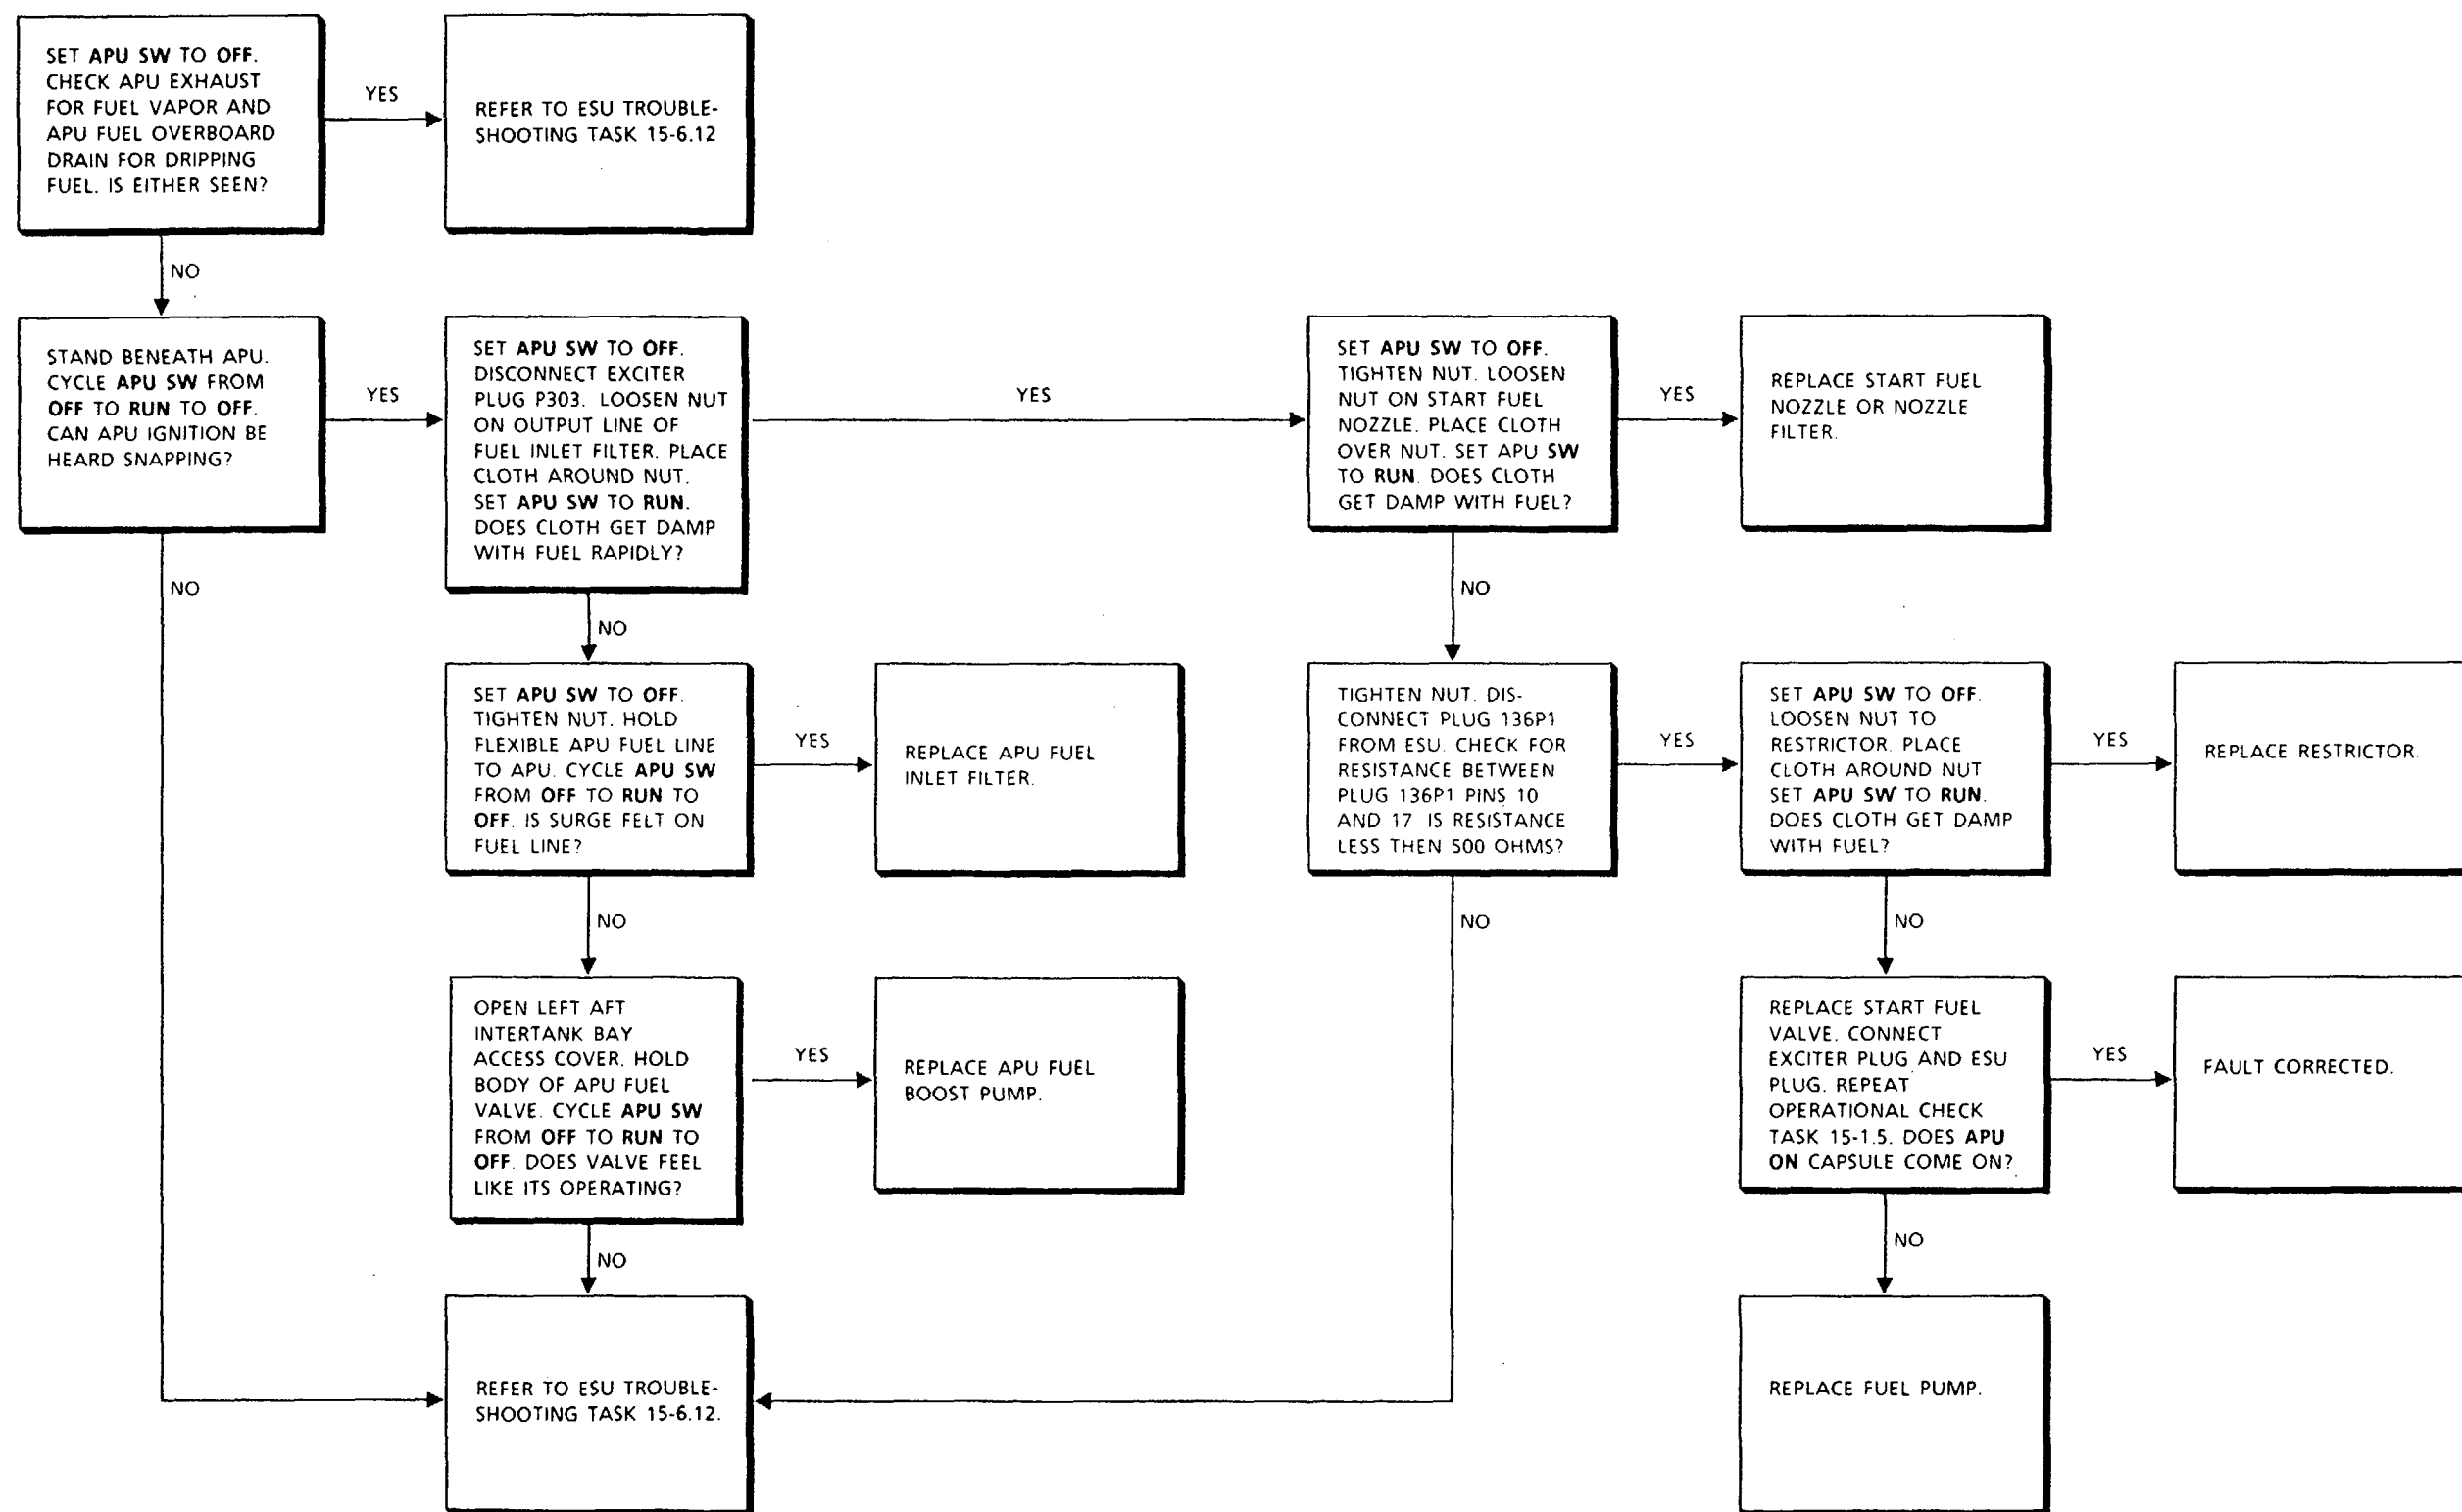 SET APU SW TO OFF.
CHECK APU EXHAUST
FOR FUEL VAPOR AND
APU FUEL OVERBOARD
DRAIN FOR DRIPPING
FUEL. IS EITHER SEEN?
YES
REFER TO ESU TROUBLE-
SHOOTING TASK 15-6.12
NO
STAND BENEATH APU.
CYCLE APU SW FROM
OFF TO RUN TO OFF.
CAN APU IGNITION BE
HEARD SNAPPING?
YES
SET APU SW TO OFF.
DISCONNECT EXCITER
PLUG P303. LOOSEN NUT
ON OUTPUT LINE OF
FUEL INLET FILTER. PLACE
CLOTH AROUND NUT.
SET APU SW TO RUN.
DOES CLOTH GET DAMP
WITH FUEL RAPIDLY?
YES
SET APU SW TO OFF.
TIGHTEN NUT. LOOSEN
NUT ON START FUEL
NOZZLE. PLACE CLOTH
OVER NUT. SET APU SW
TO RUN. DOES CLOTH
GET DAMP WITH FUEL?
YES
REPLACE START FUEL
NOZZLE OR NOZZLE
FILTER.
NO
NO
NO
SET APU SW TO OFF.
TIGHTEN NUT. HOLD
FLEXIBLE APU FUEL LINE
TO APU. CYCLE APU SW
FROM OFF TO RUN TO
OFF. IS SURGE FELT ON
FUEL LINE?
YES
REPLACE APU FUEL
INLET FILTER.
TIGHTEN NUT. DIS-
CONNECT PLUG 136P1
FROM ESU. CHECK FOR
RESISTANCE BETWEEN
PLUG 136P1 PINS 10
AND 17 IS RESISTANCE
LESS THEN 500 OHMS?
YES
SET APU SW TO OFF.
LOOSEN NUT TO
RESTRICTOR. PLACE
CLOTH AROUND NUT
SET APU SW TO RUN.
DOES CLOTH GET DAMP
WITH FUEL?
YES
REPLACE RESTRICTOR.
NO
NO
NO
OPEN LEFT AFT
INTERTANK BAY
ACCESS COVER. HOLD
BODY OF APU FUEL
VALVE. CYCLE APU SW
FROM OFF TO RUN TO
OFF. DOES VALVE FEEL
LIKE ITS OPERATING?
YES
REPLACE APU FUEL
BOOST PUMP.
REPLACE START FUEL
VALVE. CONNECT
EXCITER PLUG AND ESU
PLUG. REPEAT
OPERATIONAL CHECK
TASK 15-1.5. DOES APU
ON CAPSULE COME ON?
YES
FAULT CORRECTED.
NO
NO
REFER TO ESU TROUBLE-
SHOOTING TASK 15-6.12.
REPLACE FUEL PUMP.